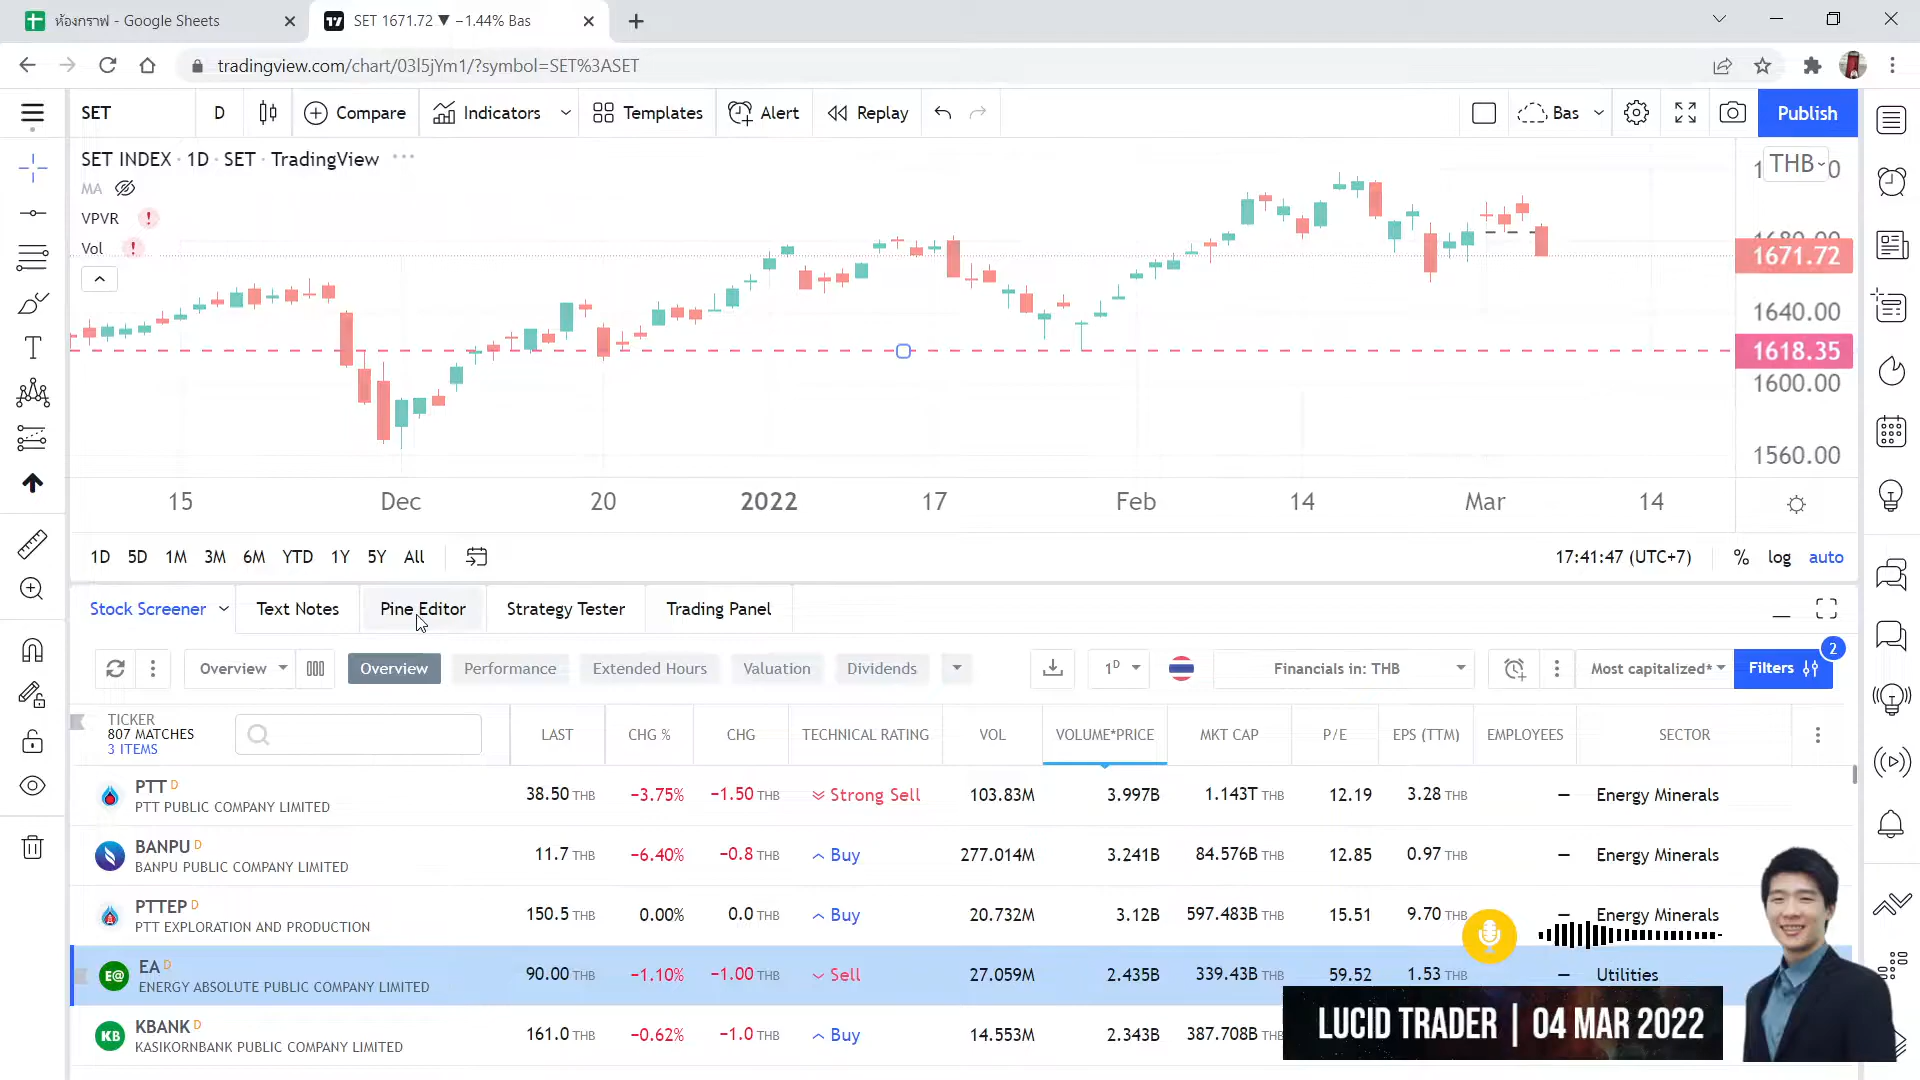 ห้องกราฟ - Google Sheets
SET 1671.72 ▼ −1.44% Bas
tradingview.com/chart/03l5jYm1/?symbol=SET%3ASET
SET D Compare Indicators Templates Alert Replay Bas Publish
SET INDEX · 1D · SET · TradingView
THB
MA
VPVR !
Vol !
1671.72
1640.00
1618.35
1600.00
1560.00
15 Dec 20 2022 17 Feb 14 Mar 14
1D 5D 1M 3M 6M YTD 1Y 5Y All 17:41:47 (UTC+7) % log auto
Stock Screener Text Notes Pine Editor Strategy Tester Trading Panel
2
Overview Overview Performance Extended Hours Valuation Dividends 1D Financials in: THB Most capitalized* Filters
TICKER
807 MATCHES
3 ITEMS
LAST CHG % CHG TECHNICAL RATING VOL VOLUME*PRICE MKT CAP P/E EPS (TTM) EMPLOYEES SECTOR
PTT D
PTT PUBLIC COMPANY LIMITED
38.50 THB −3.75% −1.50 THB Strong Sell 103.83M 3.997B 1.143T THB 12.19 3.28 THB — Energy Minerals
BANPU D
BANPU PUBLIC COMPANY LIMITED
11.7 THB −6.40% −0.8 THB Buy 277.014M 3.241B 84.576B THB 12.85 0.97 THB — Energy Minerals
PTTEP D
PTT EXPLORATION AND PRODUCTION
150.5 THB 0.00% 0.0 THB Buy 20.732M 3.12B 597.483B THB 15.51 9.70 THB — Energy Minerals
E@ EA D
ENERGY ABSOLUTE PUBLIC COMPANY LIMITED
90.00 THB −1.10% −1.00 THB Sell 27.059M 2.435B 339.43B THB 59.52 1.53 THB — Utilities
KB KBANK D
KASIKORNBANK PUBLIC COMPANY LIMITED
161.0 THB −0.62% −1.0 THB Buy 14.553M 2.343B 387.708B THB
LUCID TRADER | 04 MAR 2022